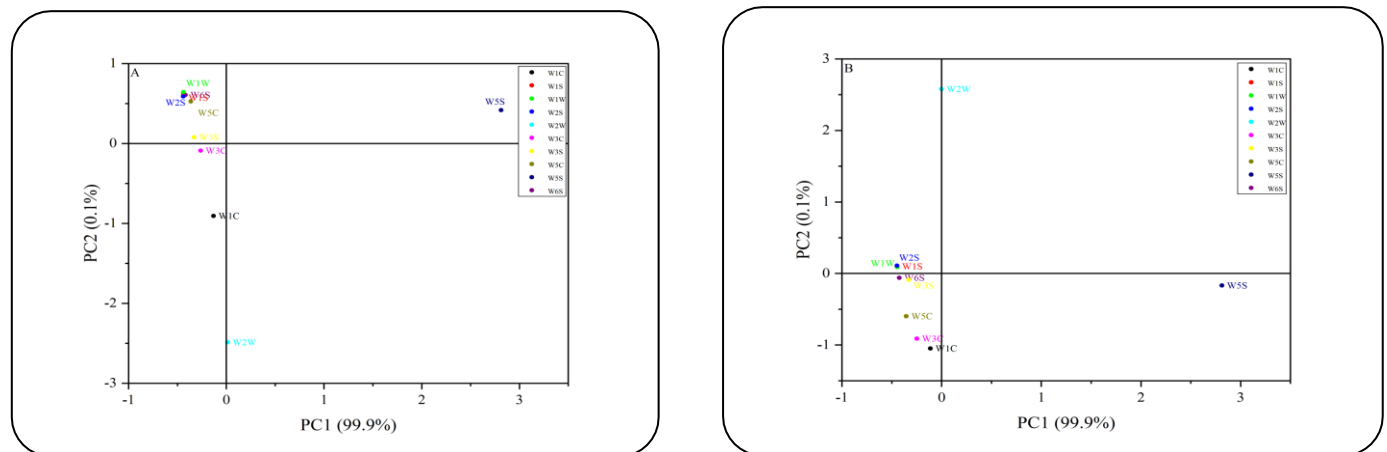 A
1
0
-1
-2
-3
-1
0
1
2
3
PC2 (0.1%)
PC1 (99.9%)
W1W
W6S
W1S
W2S
W5C
W3S
W3C
W1C
W2W
W5S
W1C
W1S
W1W
W2S
W2W
W3C
W3S
W5C
W5S
W6S
B
3
2
1
0
-1
-1
0
1
2
3
PC2 (0.1%)
PC1 (99.9%)
W2W
W2S
W1W
W1S
W6S
W3S
W5S
W5C
W3C
W1C
W1C
W1S
W1W
W2S
W2W
W3C
W3S
W5C
W5S
W6S